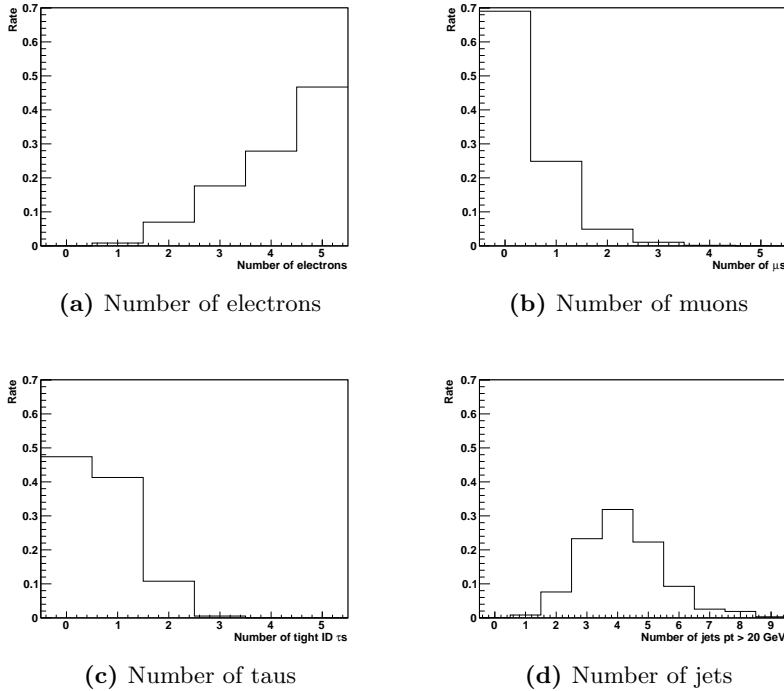 Rate
0.7
0.6
0.5
0.4
0.3
0.2
0.1
0
0 1 2 3 4 5
Number of electrons
(a) Number of electrons
Rate
0.7
0.6
0.5
0.4
0.3
0.2
0.1
0
0 1 2 3 4 5
Number of μs
(b) Number of muons
Rate
0.7
0.6
0.5
0.4
0.3
0.2
0.1
0
0 1 2 3 4 5
Number of tight ID τs
(c) Number of taus
Rate
0.7
0.6
0.5
0.4
0.3
0.2
0.1
0
0 1 2 3 4 5 6 7 8 9
Number of jets pt > 20 GeV
(d) Number of jets